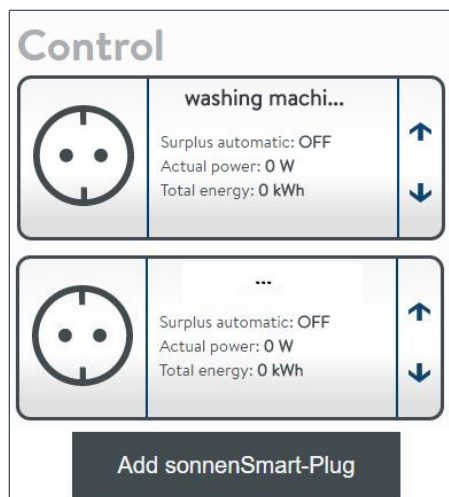 Control
washing machi...
Surplus automatic: OFF
Actual power: 0 W
Total energy: 0 kWh
...
Surplus automatic: OFF
Actual power: 0 W
Total energy: 0 kWh
Add sonnenSmart-Plug